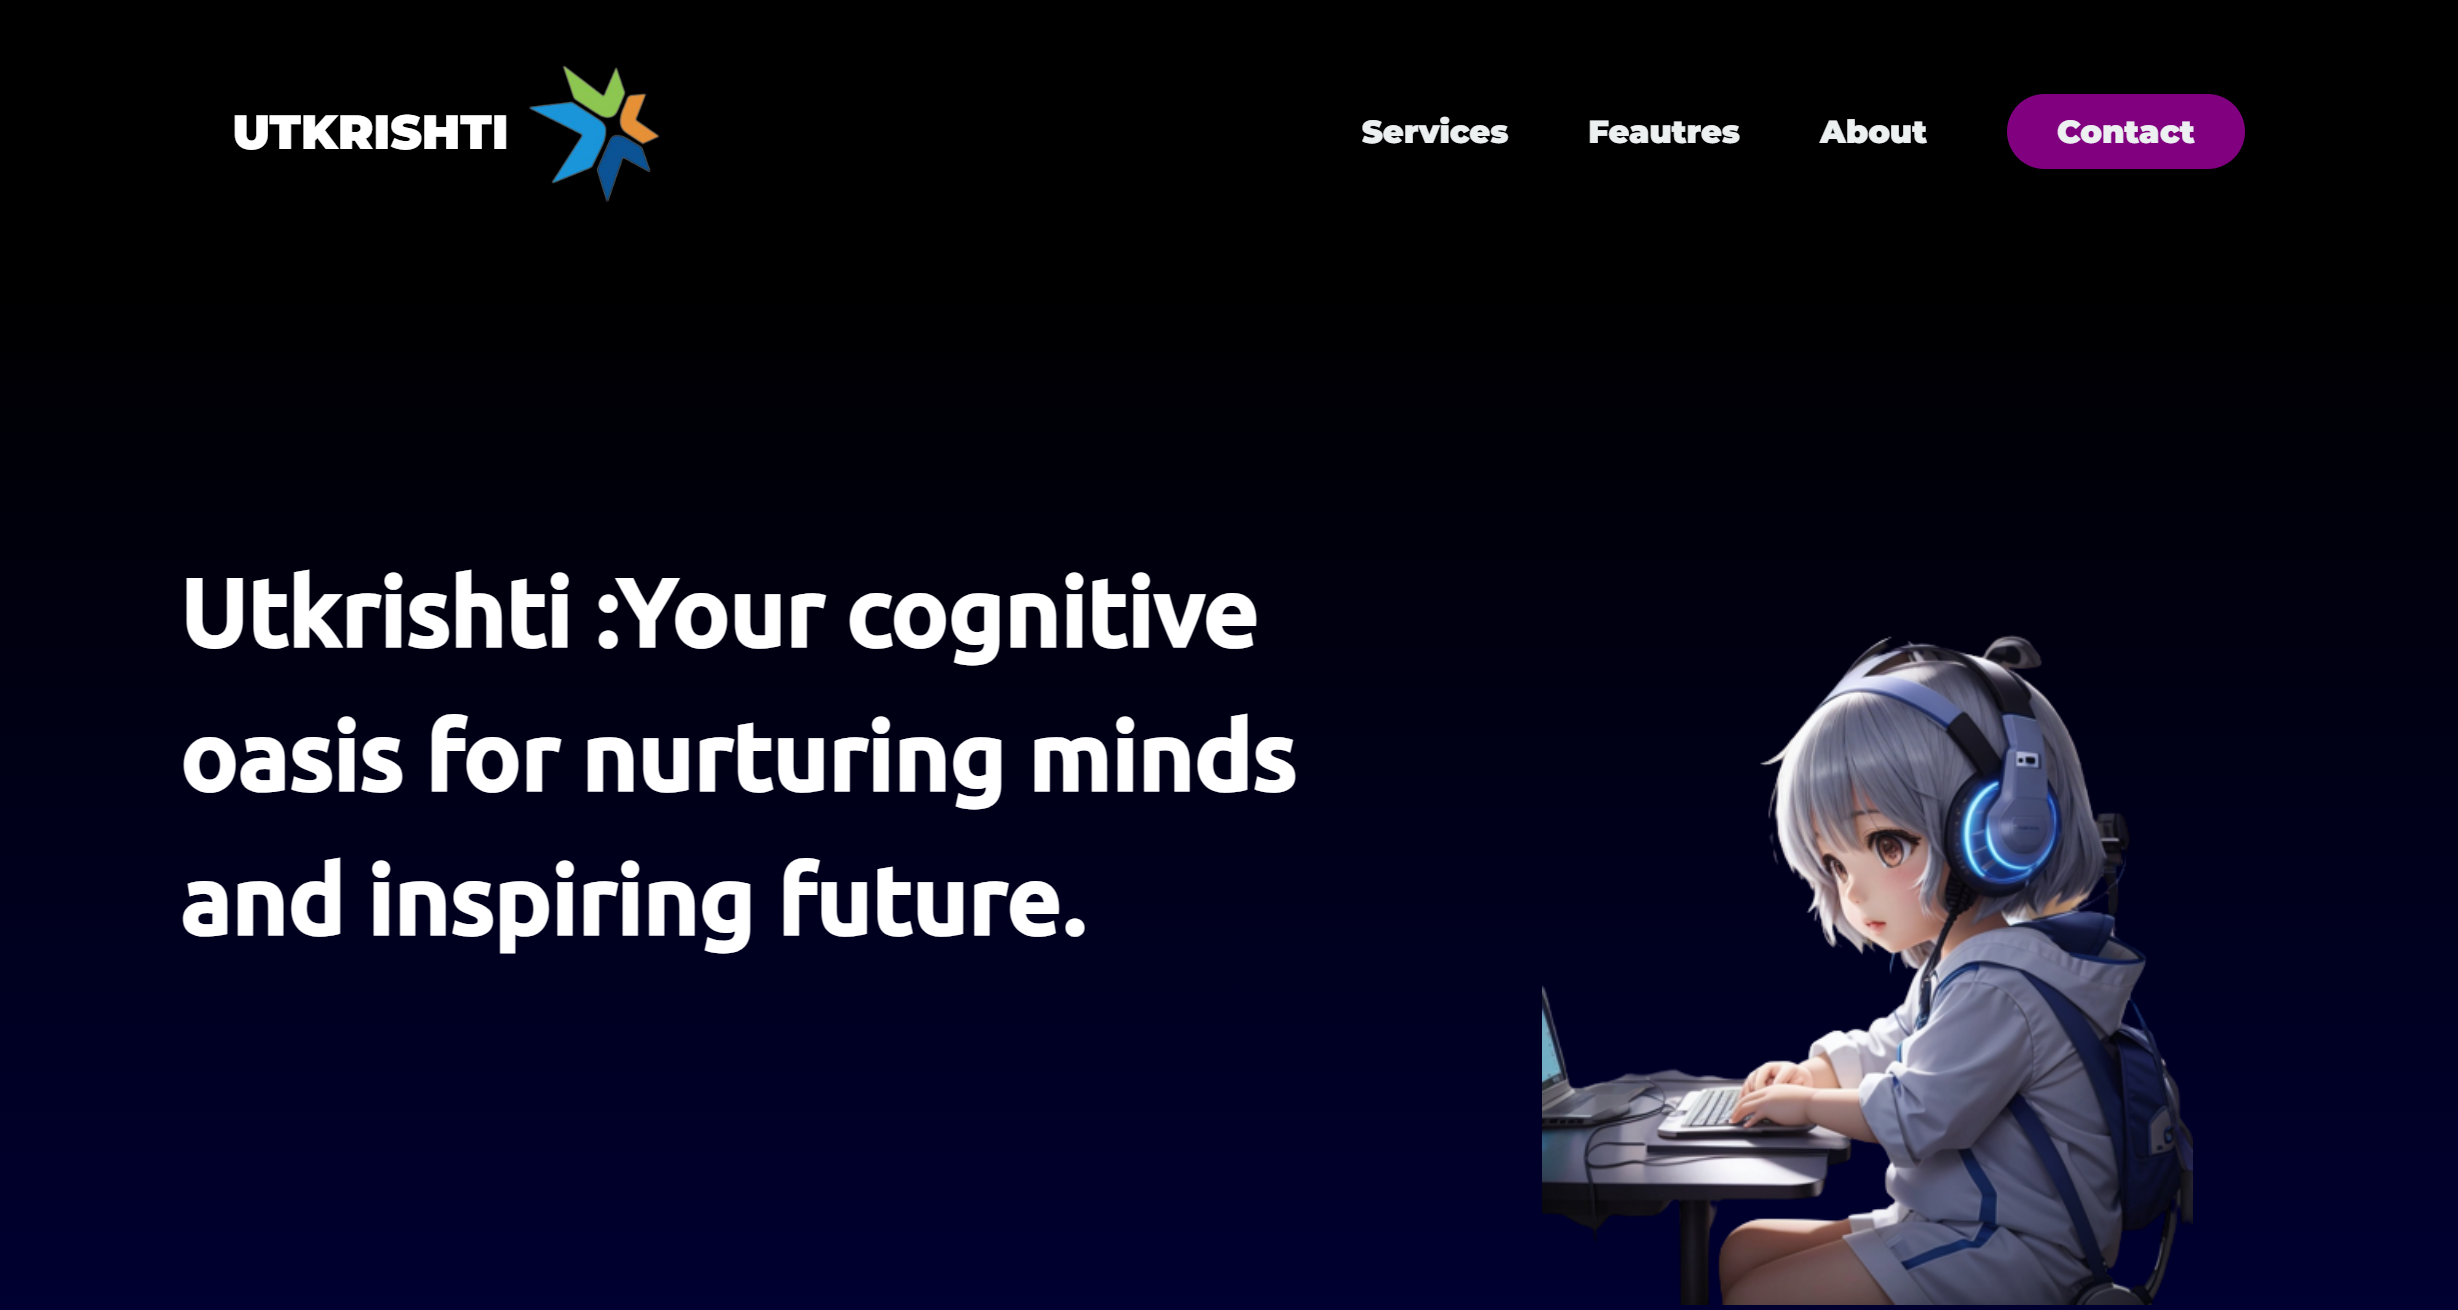 UTKRISHTI
Services Feautres About Contact
Utkrishti :Your cognitive
oasis for nurturing minds
and inspiring future.